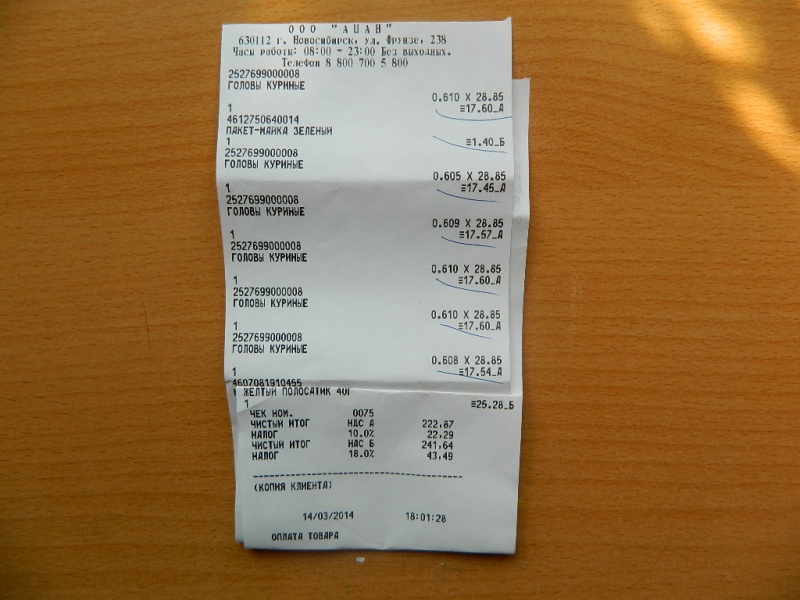 ООО "АШАН"
630112 г. Новосибирск, ул. Фрунзе, 238
Часы работы: 08:00 - 23:00 Без выходных.
Телефон 8 800 700 5 800
2527699000008
ГОЛОВЫ КУРИНЫЕ
0.610 X 28.85
1 ≡17.60_А
4612750640014
ПАКЕТ-МАЙКА ЗЕЛЕНЫЙ
1 ≡1.40_Б
2527699000008
ГОЛОВЫ КУРИНЫЕ
0.605 X 28.85
1 ≡17.45_А
2527699000008
ГОЛОВЫ КУРИНЫЕ
0.609 X 28.85
1 ≡17.57_А
2527699000008
ГОЛОВЫ КУРИНЫЕ
0.610 X 28.85
1 ≡17.60_А
2527699000008
ГОЛОВЫ КУРИНЫЕ
0.610 X 28.85
1 ≡17.60_А
2527699000008
ГОЛОВЫ КУРИНЫЕ
0.608 X 28.85
1 ≡17.54_А
4607081910455
ЖЕЛТЫЙ ПОЛОСАТИК 40Г
1 ≡25.28_Б
ЧЕК НОМ. 0075
ЧИСТЫЙ ИТОГ НДС А 222.87
НАЛОГ 10.0% 22.29
ЧИСТЫЙ ИТОГ НДС Б 241.64
НАЛОГ 18.0% 43.49
(КОПИЯ КЛИЕНТА)
14/03/2014 18:01:28
ОПЛАТА ТОВАРА